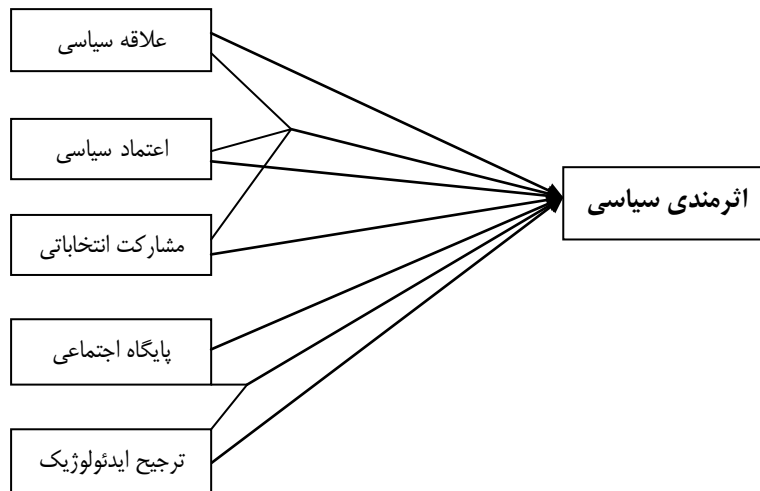 علاقه سیاسی
اعتماد سیاسی
اثرمندی سیاسی
مشارکت انتخاباتی
پایگاه اجتماعی
ترجیح ایدئولوژیک